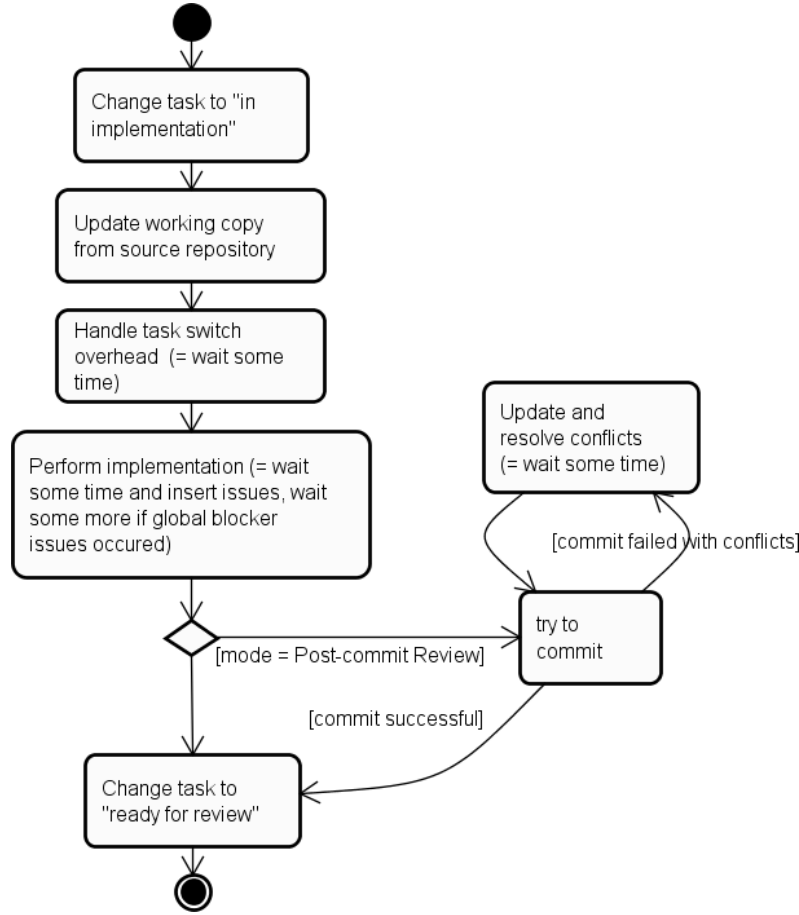 Change task to "in
implementation"
Update working copy
from source repository
Handle task switch
overhead (= wait some
time)
Perform implementation (= wait
some time and insert issues, wait
some more if global blocker
issues occured)
Update and
resolve conflicts
(= wait some time)
[commit failed with conflicts]
try to
commit
[mode = Post-commit Review]
[commit successful]
Change task to
"ready for review"